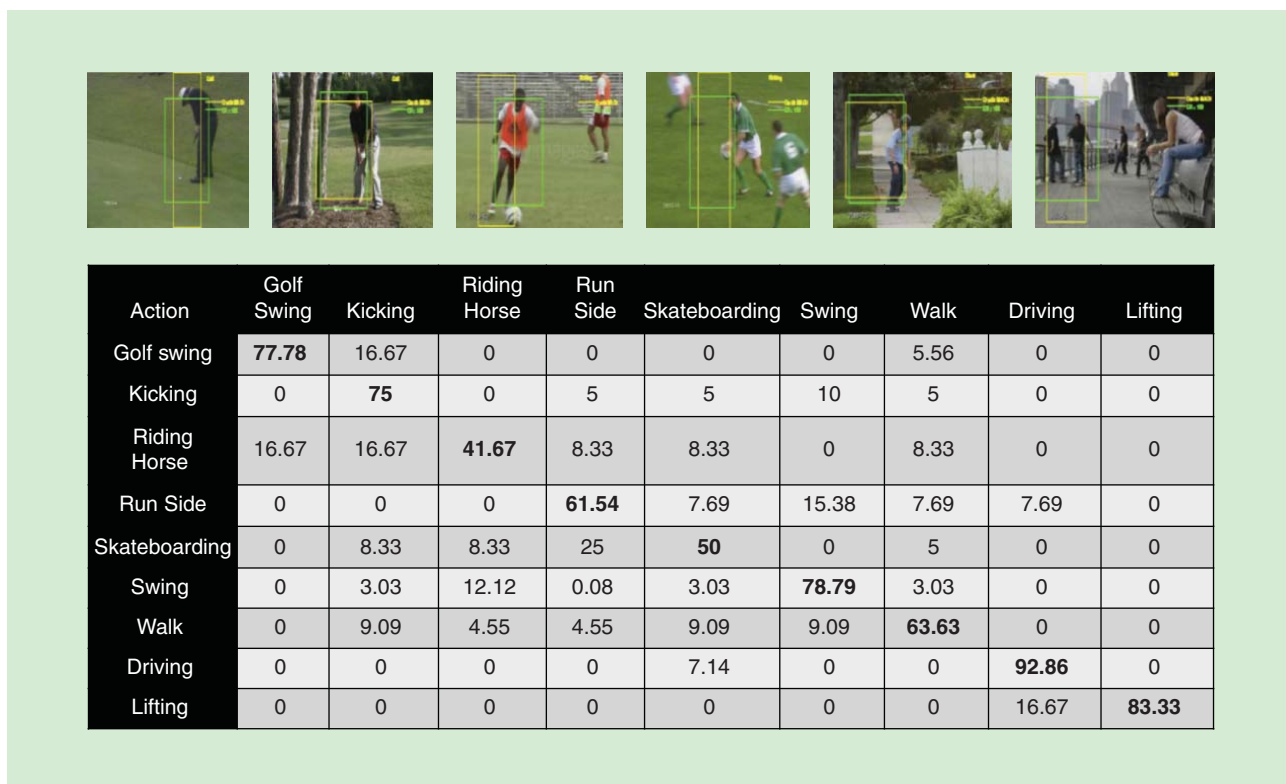 Action Golf Swing Kicking Riding Horse Run Side Skateboarding Swing Walk Driving Lifting
Golf swing 77.78 16.67 0 0 0 0 5.56 0 0
Kicking 0 75 0 5 5 10 5 0 0
Riding Horse 16.67 16.67 41.67 8.33 8.33 0 8.33 0 0
Run Side 0 0 0 61.54 7.69 15.38 7.69 7.69 0
Skateboarding 0 8.33 8.33 25 50 0 5 0 0
Swing 0 3.03 12.12 0.08 3.03 78.79 3.03 0 0
Walk 0 9.09 4.55 4.55 9.09 9.09 63.63 0 0
Driving 0 0 0 0 7.14 0 0 92.86 0
Lifting 0 0 0 0 0 0 0 16.67 83.33